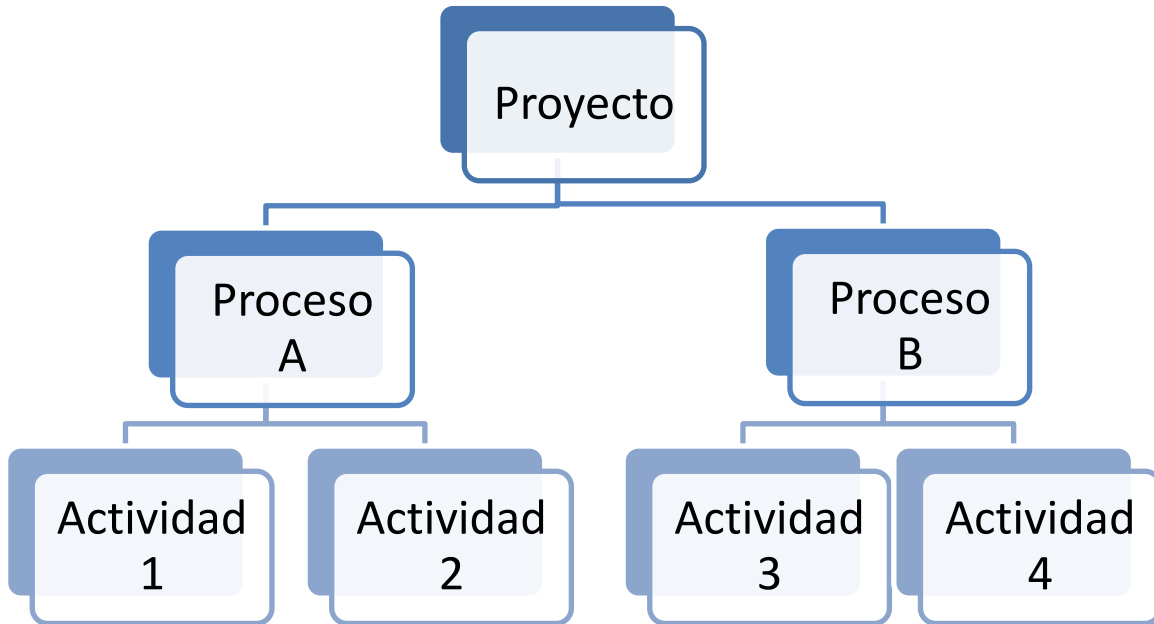 Proyecto
Proceso
A
Proceso
B
Actividad
1
Actividad
2
Actividad
3
Actividad
4